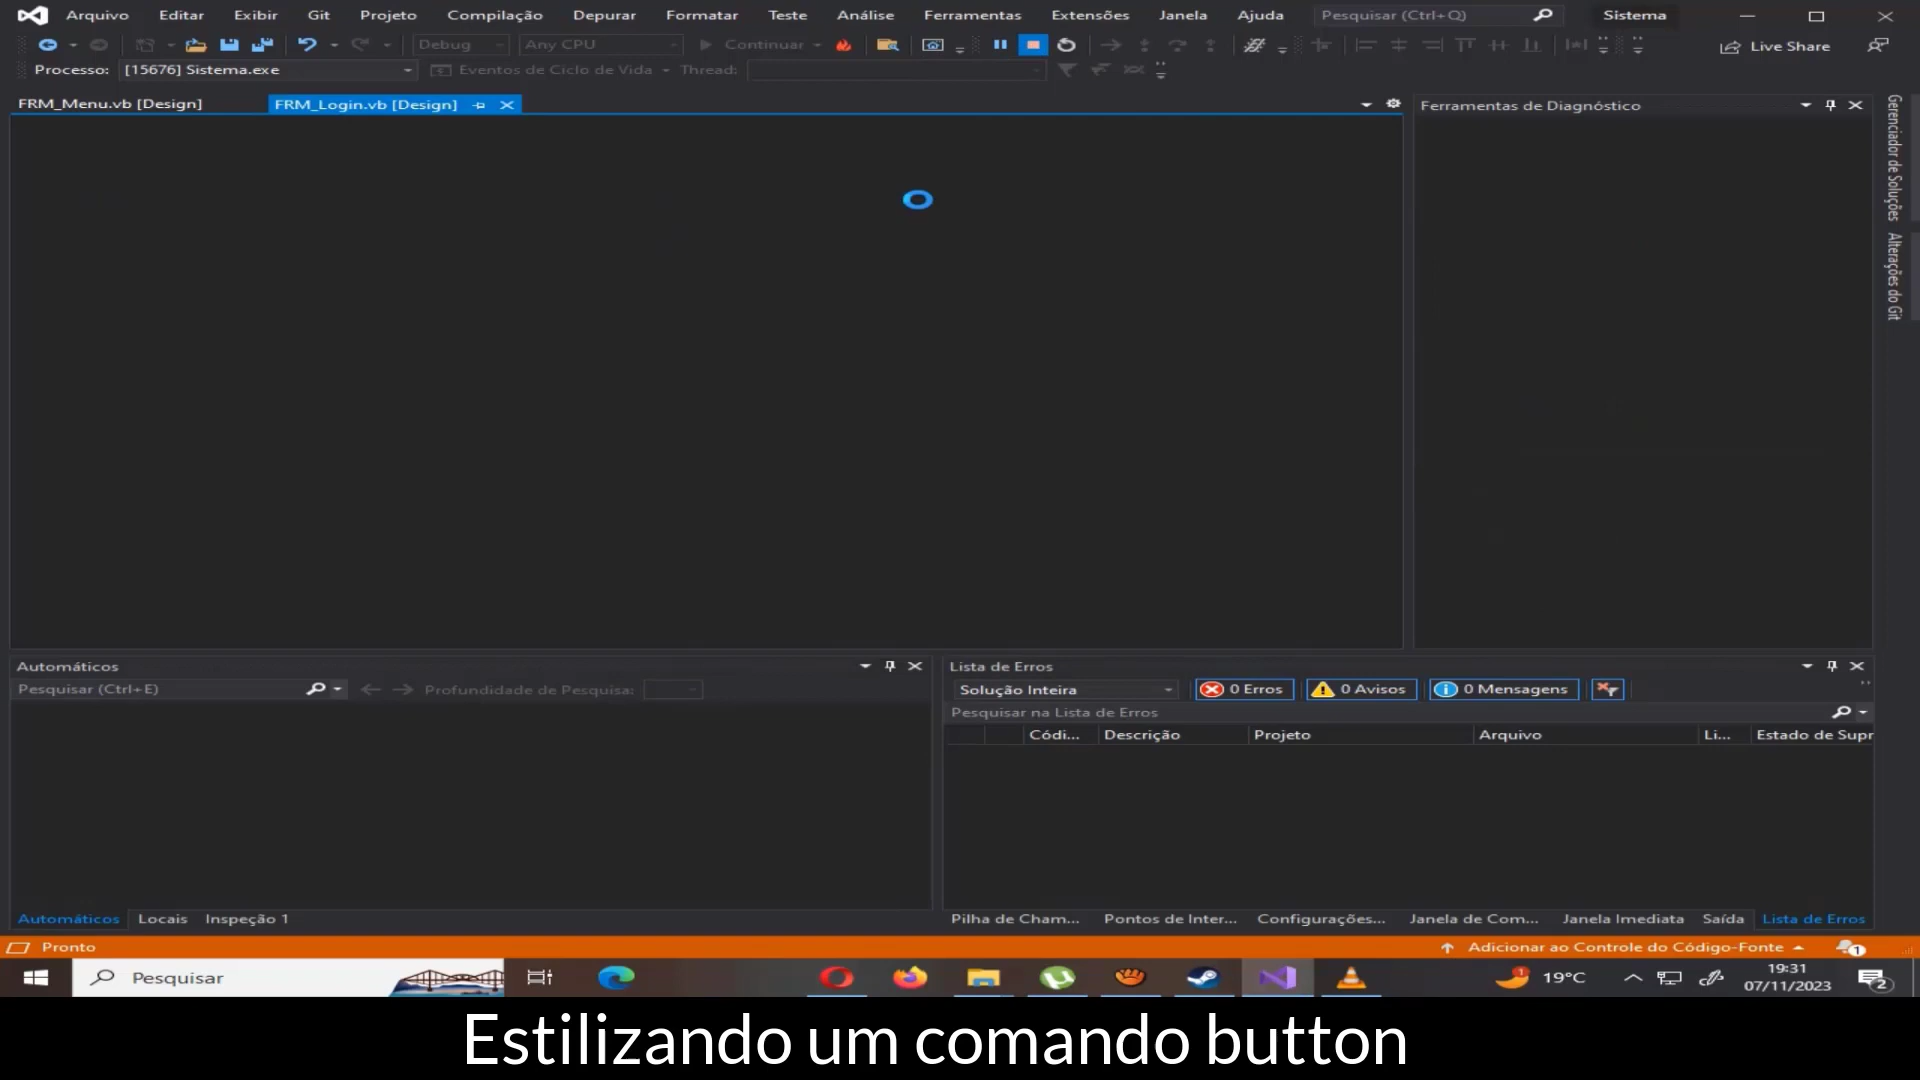 Arquivo Editar Exibir Git Projeto Compilação Depurar Formatar Teste Análise Ferramentas Extensões Janela Ajuda Pesquisar (Ctrl+Q) Sistema
Debug Any CPU Continuar Live Share
Processo: [15676] Sistema.exe Eventos de Ciclo de Vida Thread:
FRM_Menu.vb [Design] FRM_Login.vb [Design]
Ferramentas de Diagnóstico
Gerenciador de Soluções
Alterações do Git
Automáticos
Pesquisar (Ctrl+E) Profundidade de Pesquisa:
Lista de Erros
Solução Inteira 0 Erros 0 Avisos 0 Mensagens
Pesquisar na Lista de Erros
Códi... Descrição Projeto Arquivo Li... Estado de Supr
Automáticos Locais Inspeção 1
Pilha de Cham... Pontos de Inter... Configurações... Janela de Com... Janela Imediata Saída Lista de Erros
Pronto
Adicionar ao Controle do Código-Fonte 1
Pesquisar
1 19°C
19:31
07/11/2023
2
Estilizando um comando button